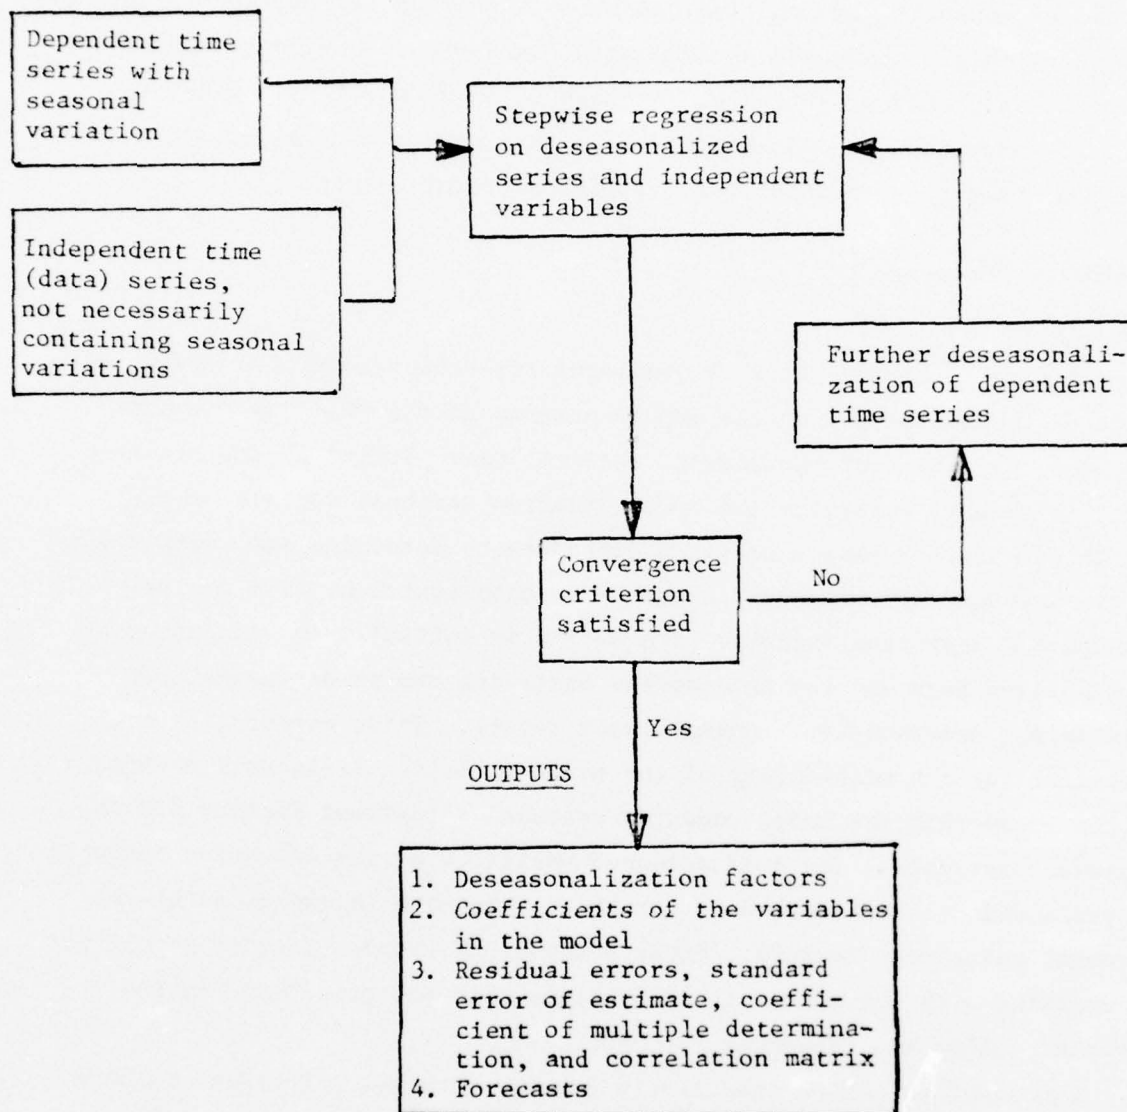 Dependent time
series with
seasonal
variation
Stepwise regression
on deseasonalized
series and independent
variables
Independent time
(data) series,
not necessarily
containing seasonal
variations
Further deseasonali-
zation of dependent
time series
Convergence
criterion
satisfied
No
Yes
OUTPUTS
1. Deseasonalization factors
2. Coefficients of the variables
in the model
3. Residual errors, standard
error of estimate, coeffi-
cient of multiple determina-
tion, and correlation matrix
4. Forecasts